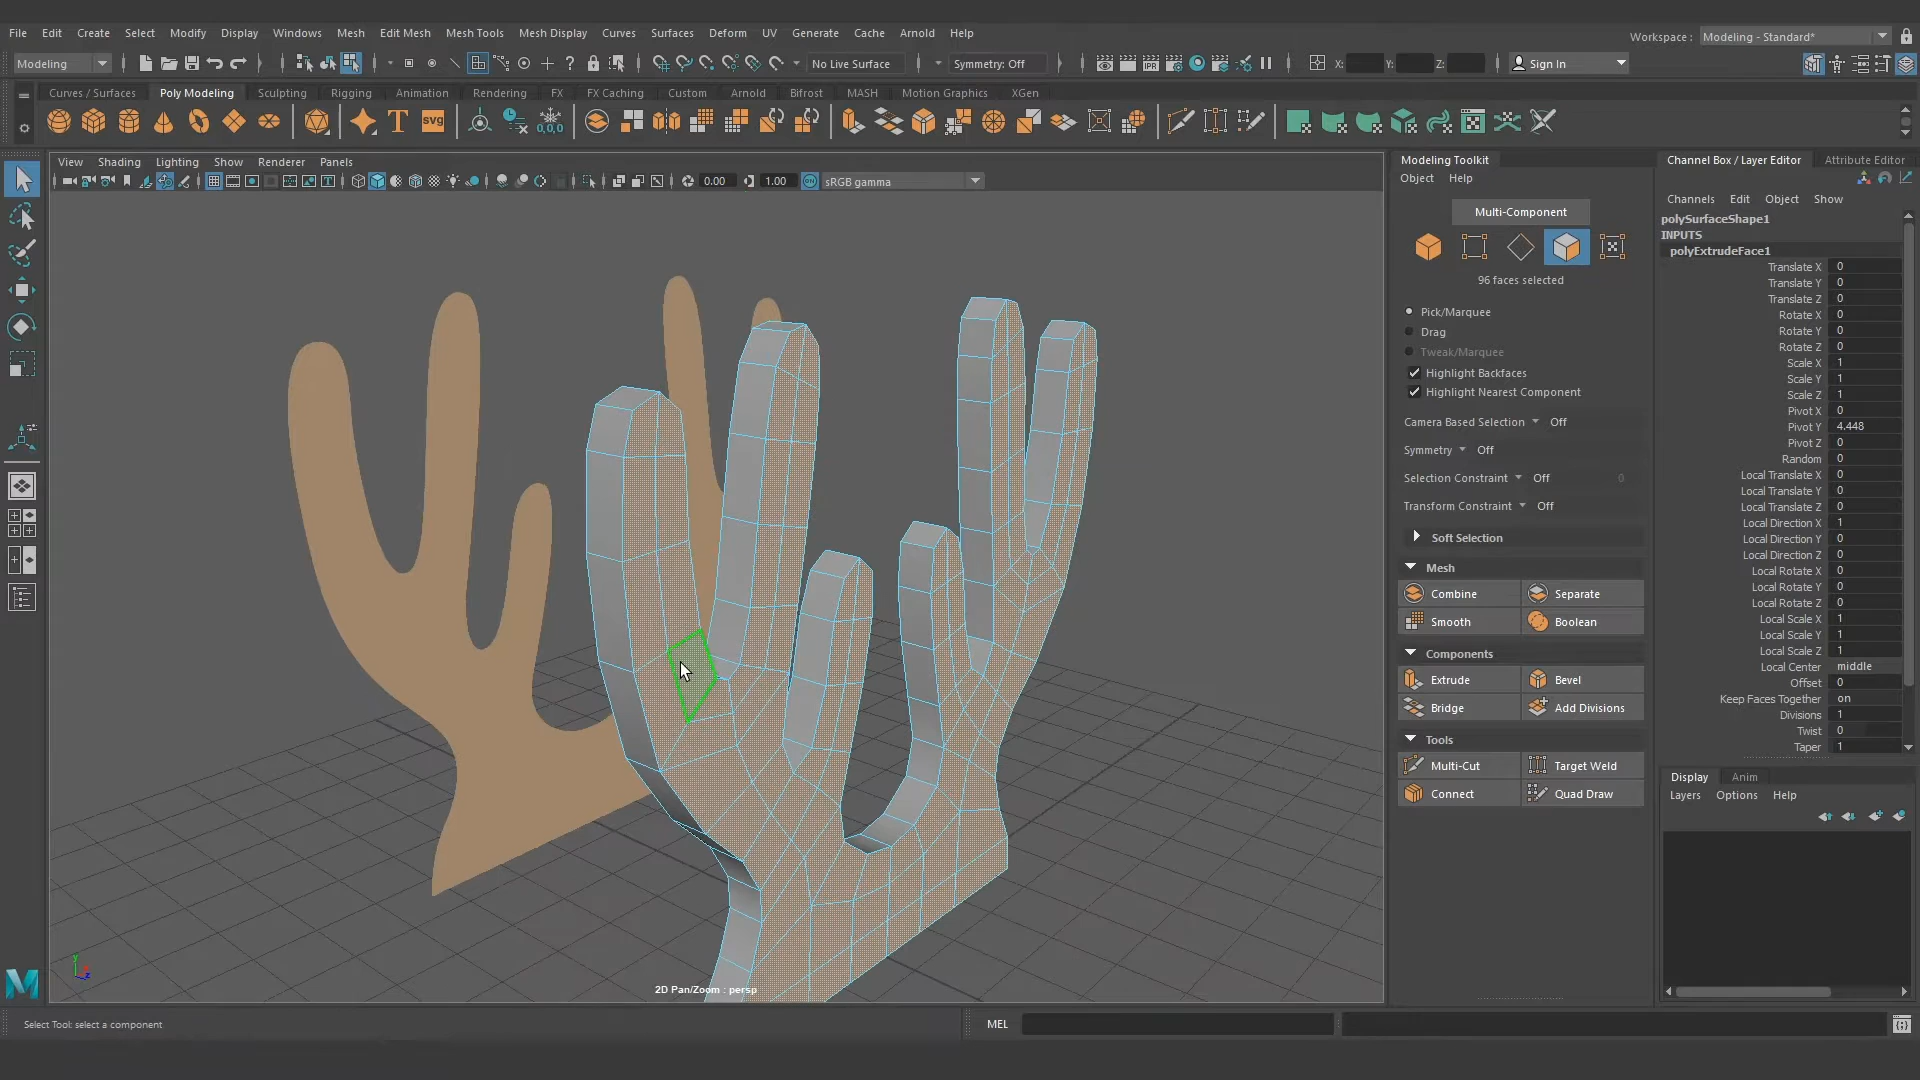 File Edit Create Select Modify Display Windows Mesh Edit Mesh Mesh Tools Mesh Display Curves Surfaces Deform UV Generate Cache Arnold Help
Workspace : Modeling - Standard*
Modeling No Live Surface Symmetry: Off X: Y: Z: Sign In
Curves / Surfaces Poly Modeling Sculpting Rigging Animation Rendering FX FX Caching Custom Arnold Bifrost MASH Motion Graphics XGen
T svg 0,0,0
View Shading Lighting Show Renderer Panels
0.00 1.00 sRGB gamma
2D Pan/Zoom : persp
Modeling Toolkit
Object Help
Multi-Component
96 faces selected
Pick/Marquee
Drag
Tweak/Marquee
Highlight Backfaces
Highlight Nearest Component
Camera Based Selection Off
Symmetry Off
Selection Constraint Off 0
Transform Constraint Off
Soft Selection
Mesh
Combine Separate
Smooth Boolean
Components
Extrude Bevel
Bridge Add Divisions
Tools
Multi-Cut Target Weld
Connect Quad Draw
Channel Box / Layer Editor Attribute Editor
Channels Edit Object Show
polySurfaceShape1
INPUTS
polyExtrudeFace1
Translate X 0
Translate Y 0
Translate Z 0
Rotate X 0
Rotate Y 0
Rotate Z 0
Scale X 1
Scale Y 1
Scale Z 1
Pivot X 0
Pivot Y 4.448
Pivot Z 0
Random 0
Local Translate X 0
Local Translate Y 0
Local Translate Z 0
Local Direction X 1
Local Direction Y 0
Local Direction Z 0
Local Rotate X 0
Local Rotate Y 0
Local Rotate Z 0
Local Scale X 1
Local Scale Y 1
Local Scale Z 1
Local Center middle
Offset 0
Keep Faces Together on
Divisions 1
Twist 0
Taper 1
Display Anim
Layers Options Help
Select Tool: select a component
MEL